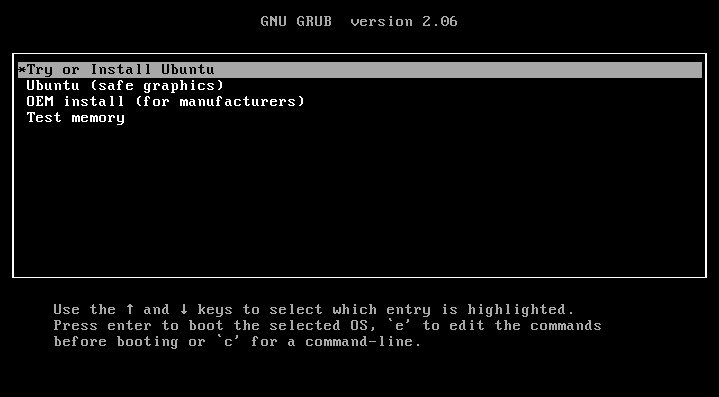 GNU GRUB  version 2.06
*Try or Install Ubuntu
Ubuntu (safe graphics)
OEM install (for manufacturers)
Test memory
Use the ↑ and ↓ keys to select which entry is highlighted.
Press enter to boot the selected OS, `e' to edit the commands
before booting or `c' for a command-line.